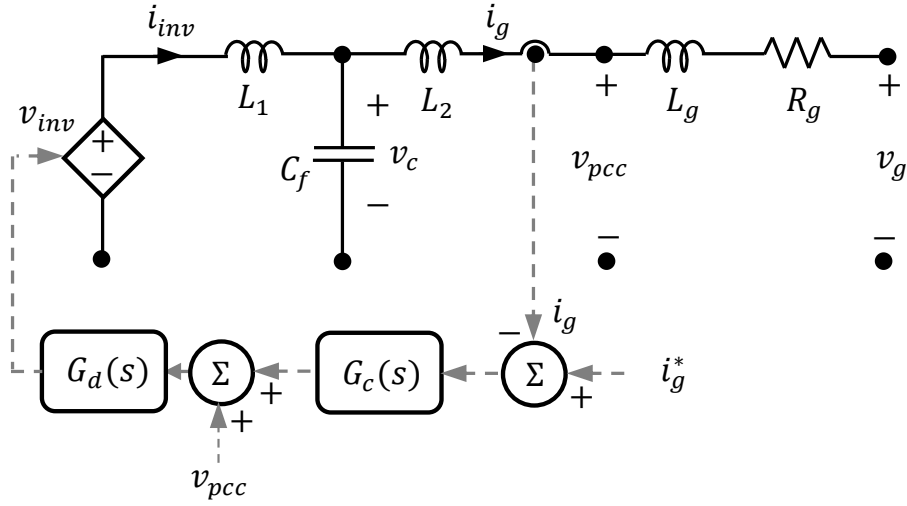 i_inv
i_g
L_1
L_2
L_g
R_g
+
+
+
v_inv
+
−
C_f
v_c
v_pcc
v_g
−
−
−
−
i_g
G_d(s)
Σ
G_c(s)
Σ
i_g^*
+
+
+
v_pcc